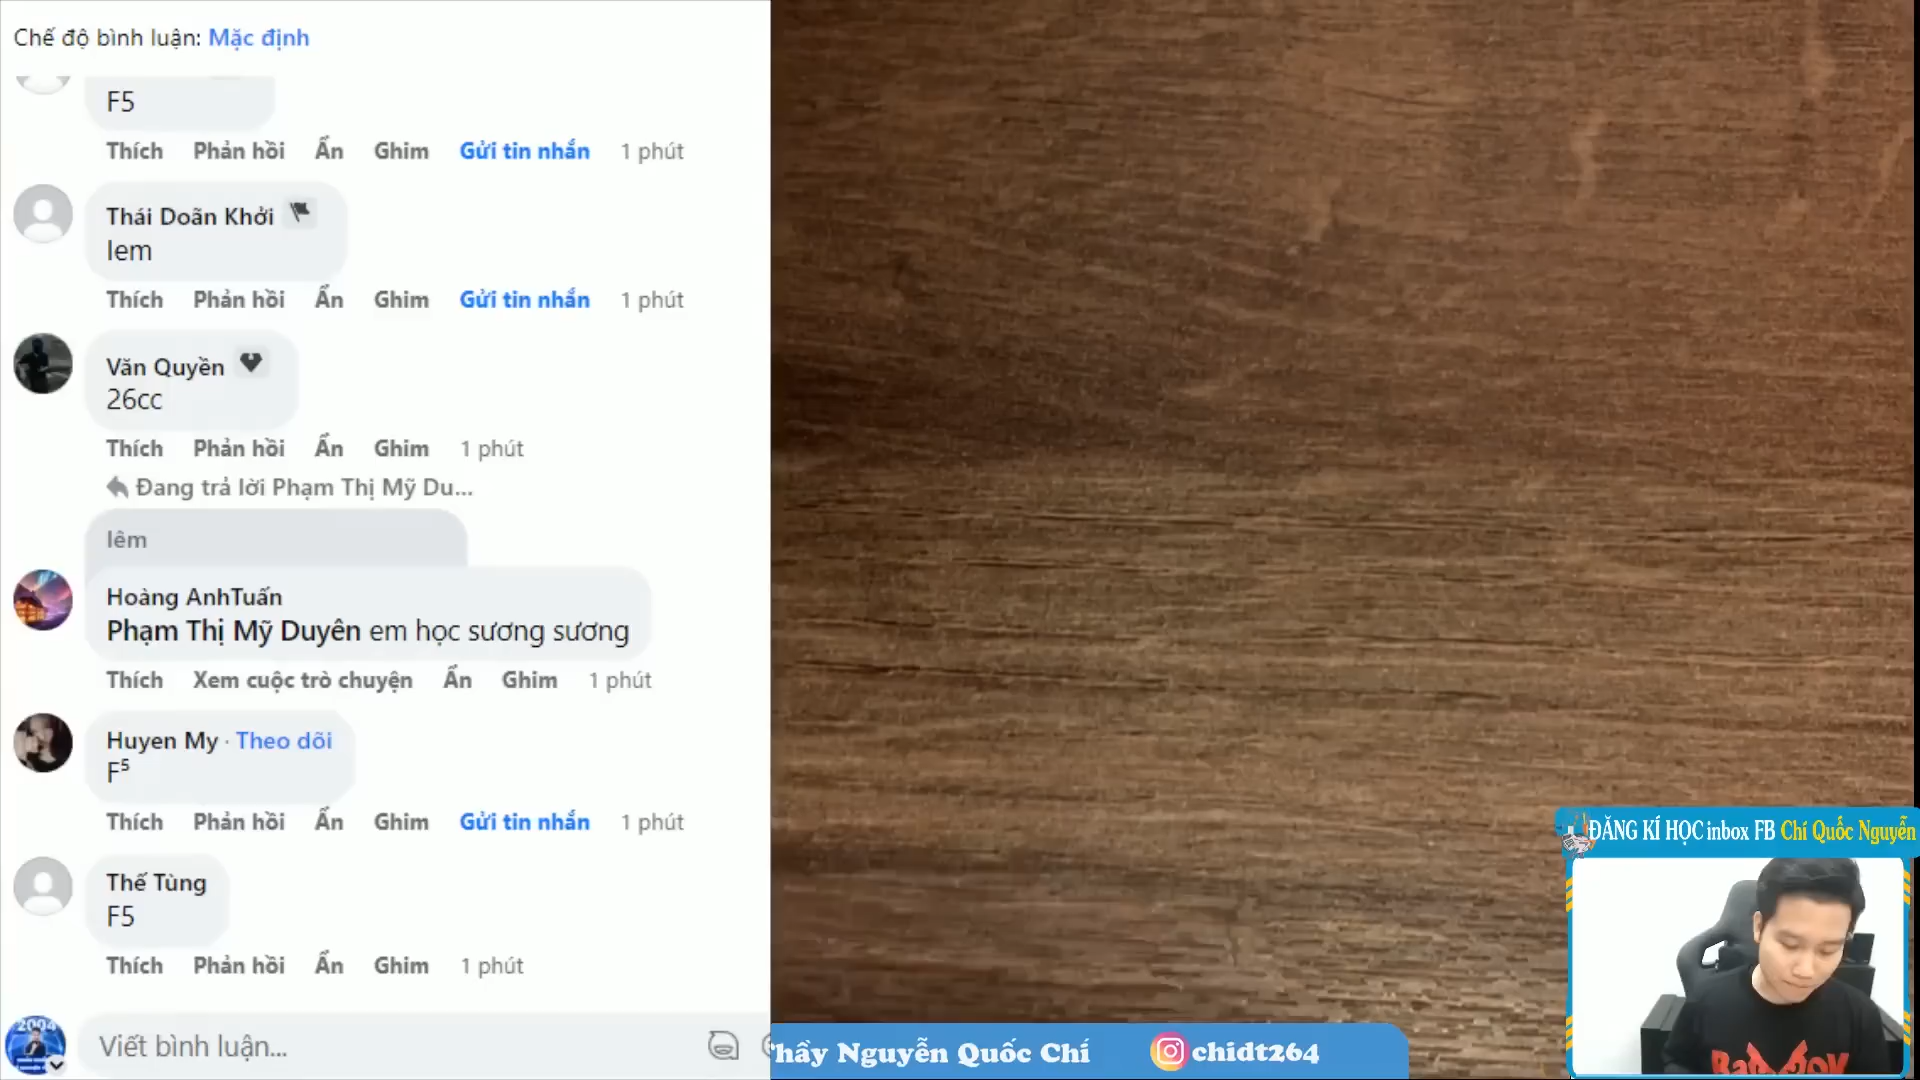 Chế độ bình luận: Mặc định
F5
Thích Phản hồi Ẩn Ghim Gửi tin nhắn 1 phút
Thái Doãn Khởi
lem
Thích Phản hồi Ẩn Ghim Gửi tin nhắn 1 phút
Văn Quyền
26cc
Thích Phản hồi Ẩn Ghim 1 phút
Đang trả lời Phạm Thị Mỹ Du...
lêm
Hoàng AnhTuấn
Phạm Thị Mỹ Duyên em học sương sương
Thích Xem cuộc trò chuyện Ẩn Ghim 1 phút
Huyen My · Theo dõi
F⁵
Thích Phản hồi Ẩn Ghim Gửi tin nhắn 1 phút
Thế Tùng
F5
Thích Phản hồi Ẩn Ghim 1 phút
2004
Viết bình luận...
ĐĂNG KÍ HỌC inbox FB Chí Quốc Nguyễn
Thầy Nguyễn Quốc Chí chidt264